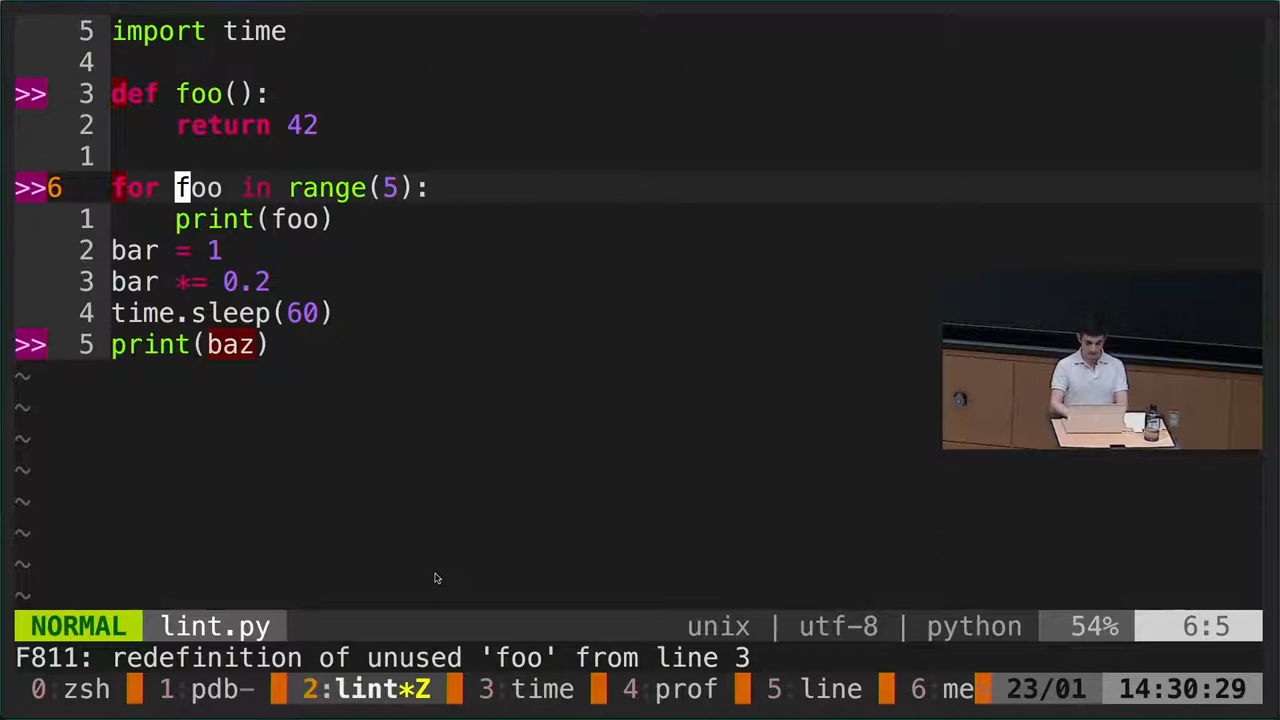 5 import time
4
>> 3 def foo():
2     return 42
1
>>6 for foo in range(5):
1     print(foo)
2 bar = 1
3 bar *= 0.2
4 time.sleep(60)
>> 5 print(baz)
~
~
~
~
~
~
~
~
NORMAL lint.py unix | utf-8 | python 54% 6:5
F811: redefinition of unused 'foo' from line 3
0:zsh 1:pdb- 2:lint*Z 3:time 4:prof 5:line 6:me> 23/01 14:30:29